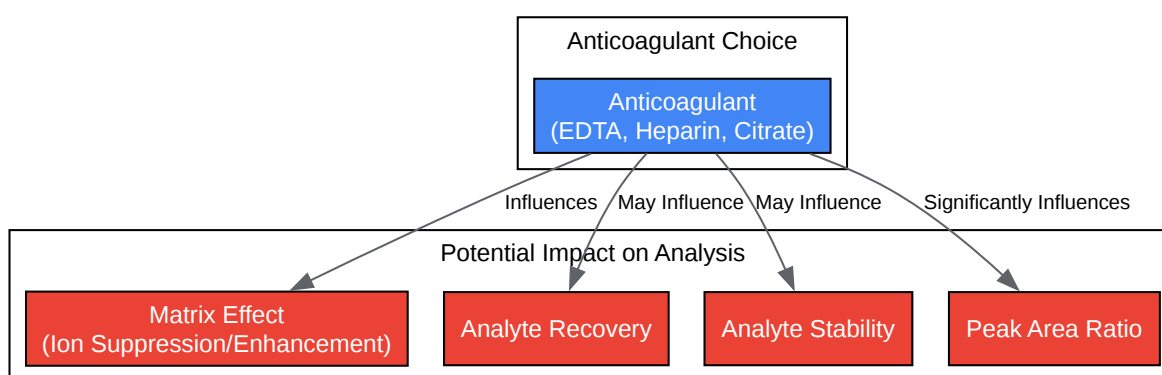 Anticoagulant Choice
Anticoagulant
(EDTA, Heparin, Citrate)
Influences
May Influence
May Influence
Significantly Influences
Potential Impact on Analysis
Matrix Effect
(Ion Suppression/Enhancement)
Analyte Recovery
Analyte Stability
Peak Area Ratio